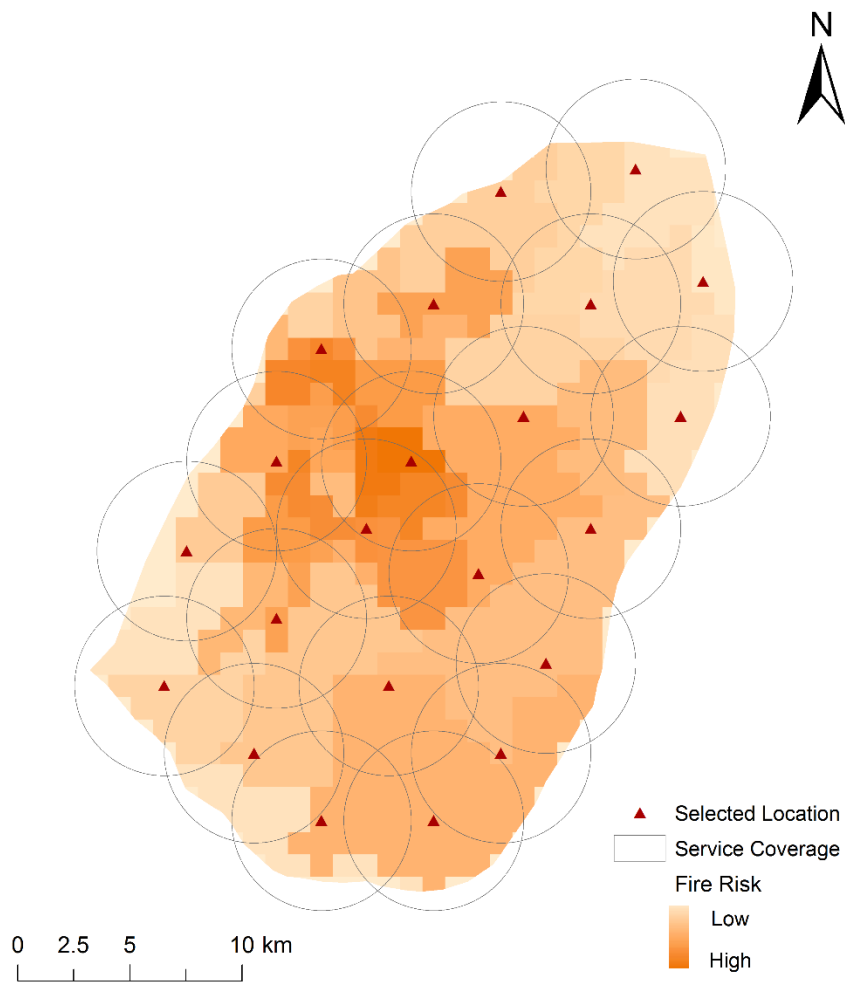 N
Selected Location
Service Coverage
Fire Risk
Low
High
0 2.5 5 10 km